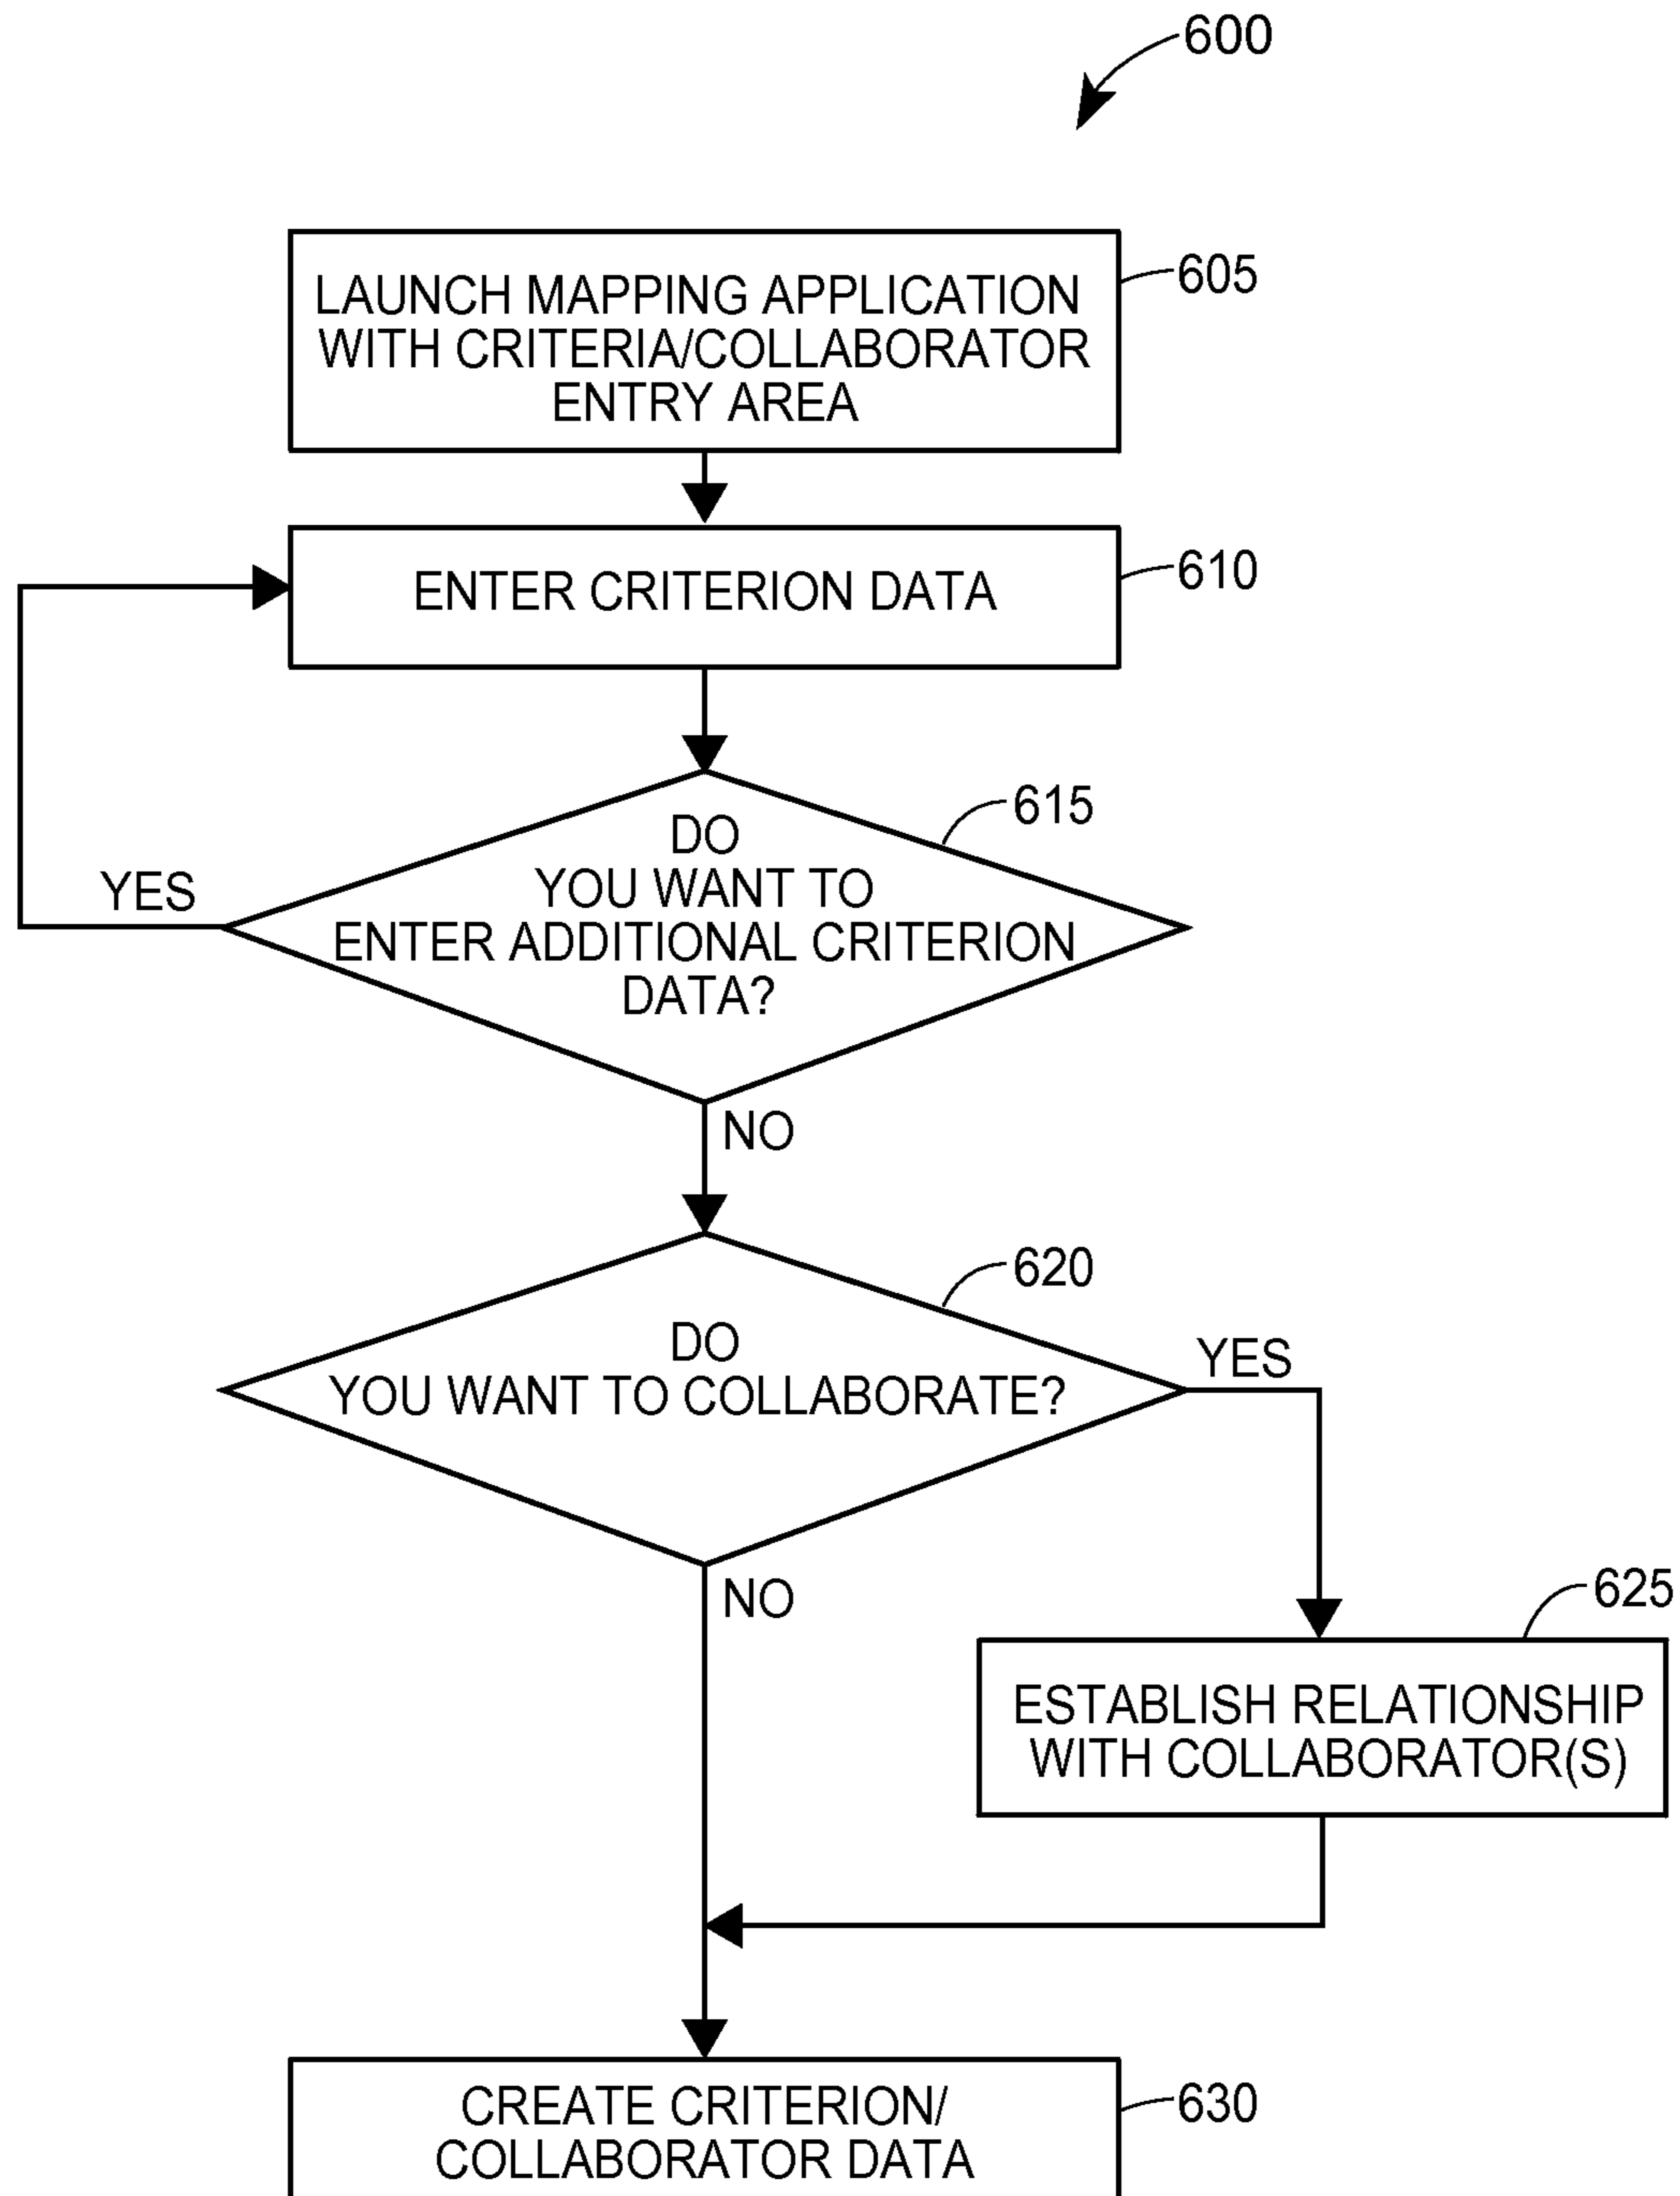 600
LAUNCH MAPPING APPLICATION
WITH CRITERIA/COLLABORATOR
ENTRY AREA
605
ENTER CRITERION DATA
610
615
DO
YOU WANT TO
ENTER ADDITIONAL CRITERION
DATA?
YES
NO
620
DO
YOU WANT TO COLLABORATE?
YES
NO
625
ESTABLISH RELATIONSHIP
WITH COLLABORATOR(S)
CREATE CRITERION/
COLLABORATOR DATA
630